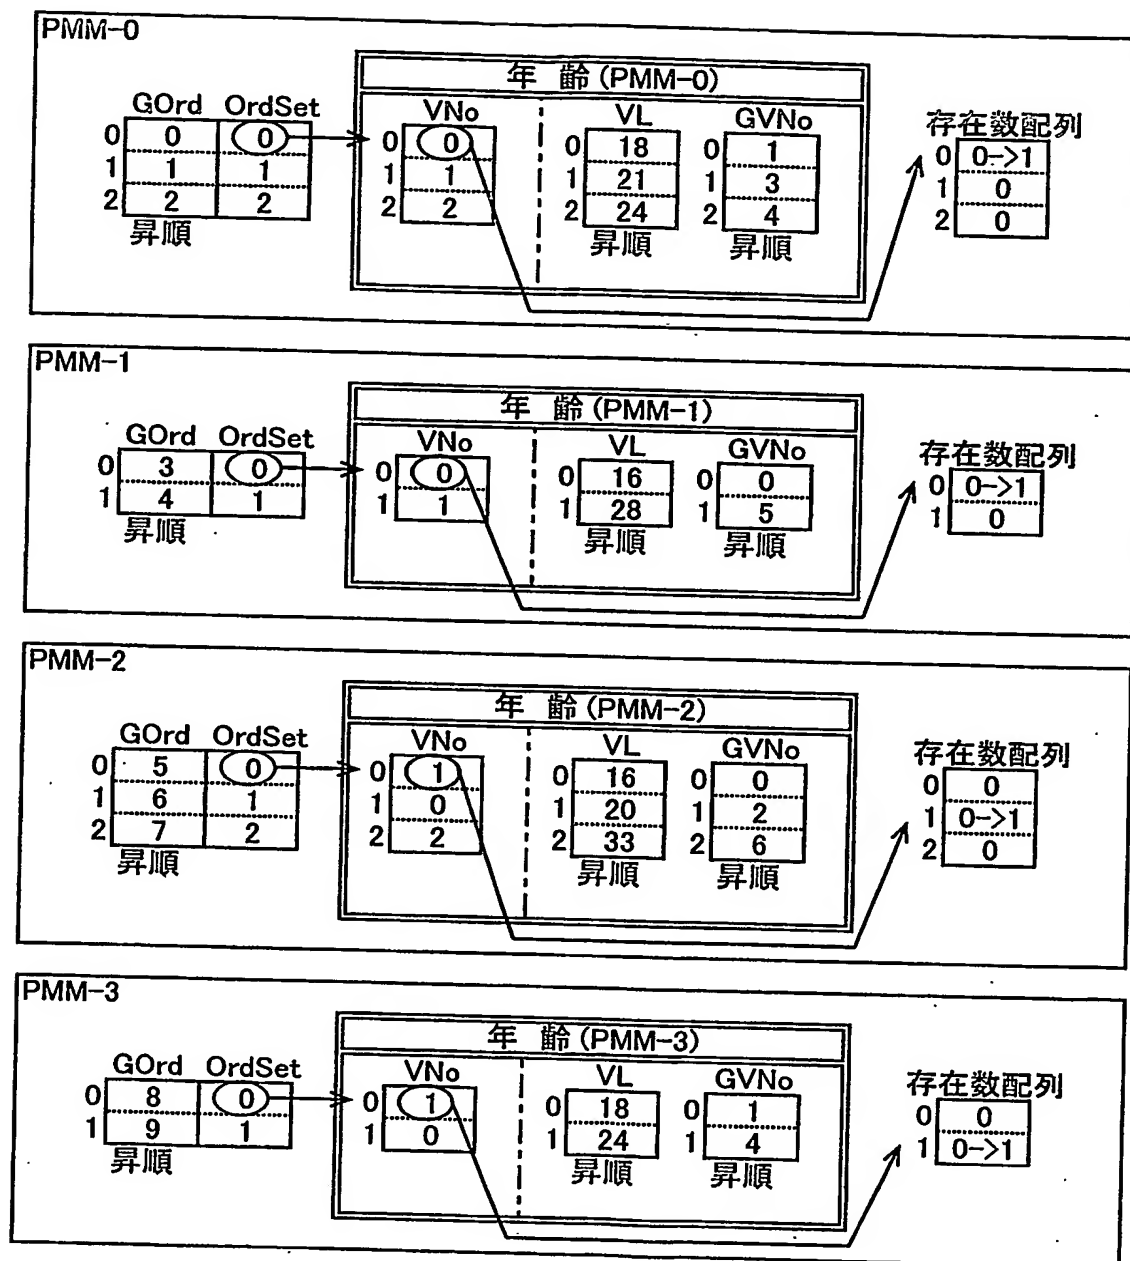 PMM-0
年 齢 (PMM-0)
GOrd OrdSet VNo VL GVNo 存在数配列
0 0 0 0 0 0 18 0 1 0 0->1
1 1 1 1 1 1 21 1 3 1 0
2 2 2 2 2 2 24 2 4 2 0
昇順 昇順 昇順
PMM-1
年 齢 (PMM-1)
GOrd OrdSet VNo VL GVNo 存在数配列
0 3 0 0 0 0 16 0 0 0 0->1
1 4 1 1 1 1 28 1 5 1 0
昇順 昇順 昇順
PMM-2
年 齢 (PMM-2)
GOrd OrdSet VNo VL GVNo 存在数配列
0 5 0 0 1 0 16 0 0 0 0
1 6 1 1 0 1 20 1 2 1 0->1
2 7 2 2 2 2 33 2 6 2 0
昇順 昇順 昇順
PMM-3
年 齢 (PMM-3)
GOrd OrdSet VNo VL GVNo 存在数配列
0 8 0 0 1 0 18 0 1 0 0
1 9 1 1 0 1 24 1 4 1 0->1
昇順 昇順 昇順